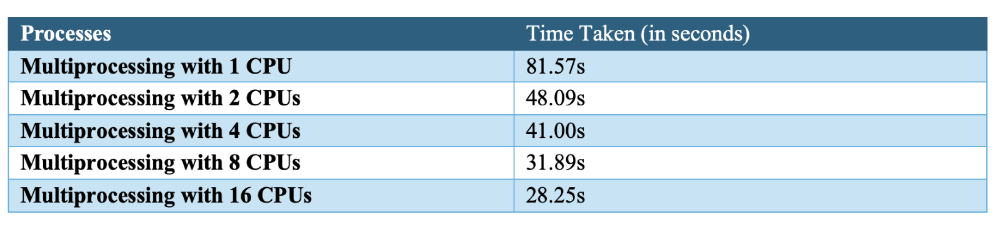 Processes Time Taken (in seconds)
Multiprocessing with 1 CPU 81.57s
Multiprocessing with 2 CPUs 48.09s
Multiprocessing with 4 CPUs 41.00s
Multiprocessing with 8 CPUs 31.89s
Multiprocessing with 16 CPUs 28.25s